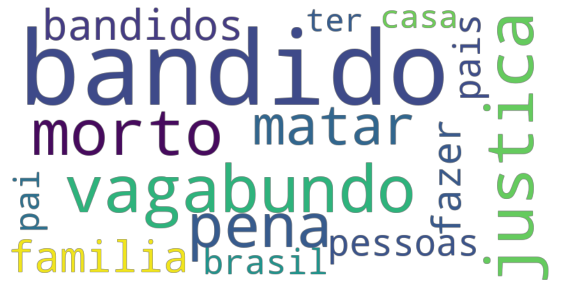 bandidos
ter
casa
bandido
pais
justica
morto
matar
fazer
vagabundo
pai
pena
pessoas
familia
brasil